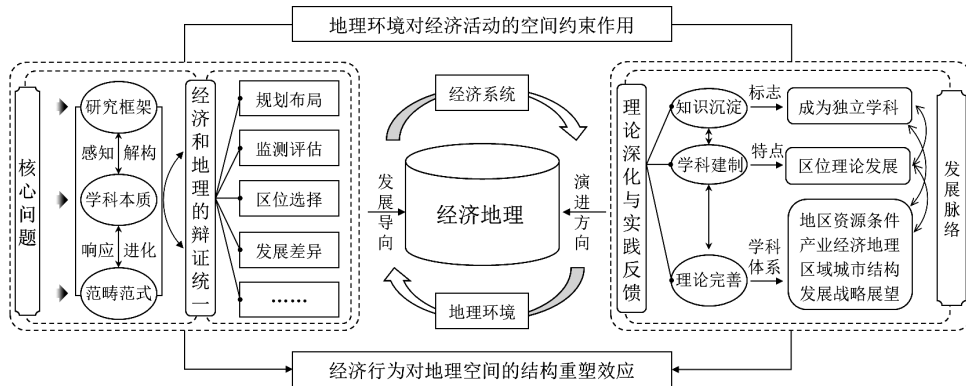 地理环境对经济活动的空间约束作用
核心问题
研究框架
感知 解构
学科本质
响应 进化
范畴范式
经济和地理的辩证统一
规划布局
监测评估
区位选择
发展差异
……
发展导向
经济系统
经济地理
地理环境
演进方向
理论深化与实践反馈
知识沉淀
标志
成为独立学科
学科建制
特点
区位理论发展
理论完善
学科
体系
地区资源条件
产业经济地理
区域城市结构
发展战略展望
发展脉络
经济行为对地理空间的结构重塑效应